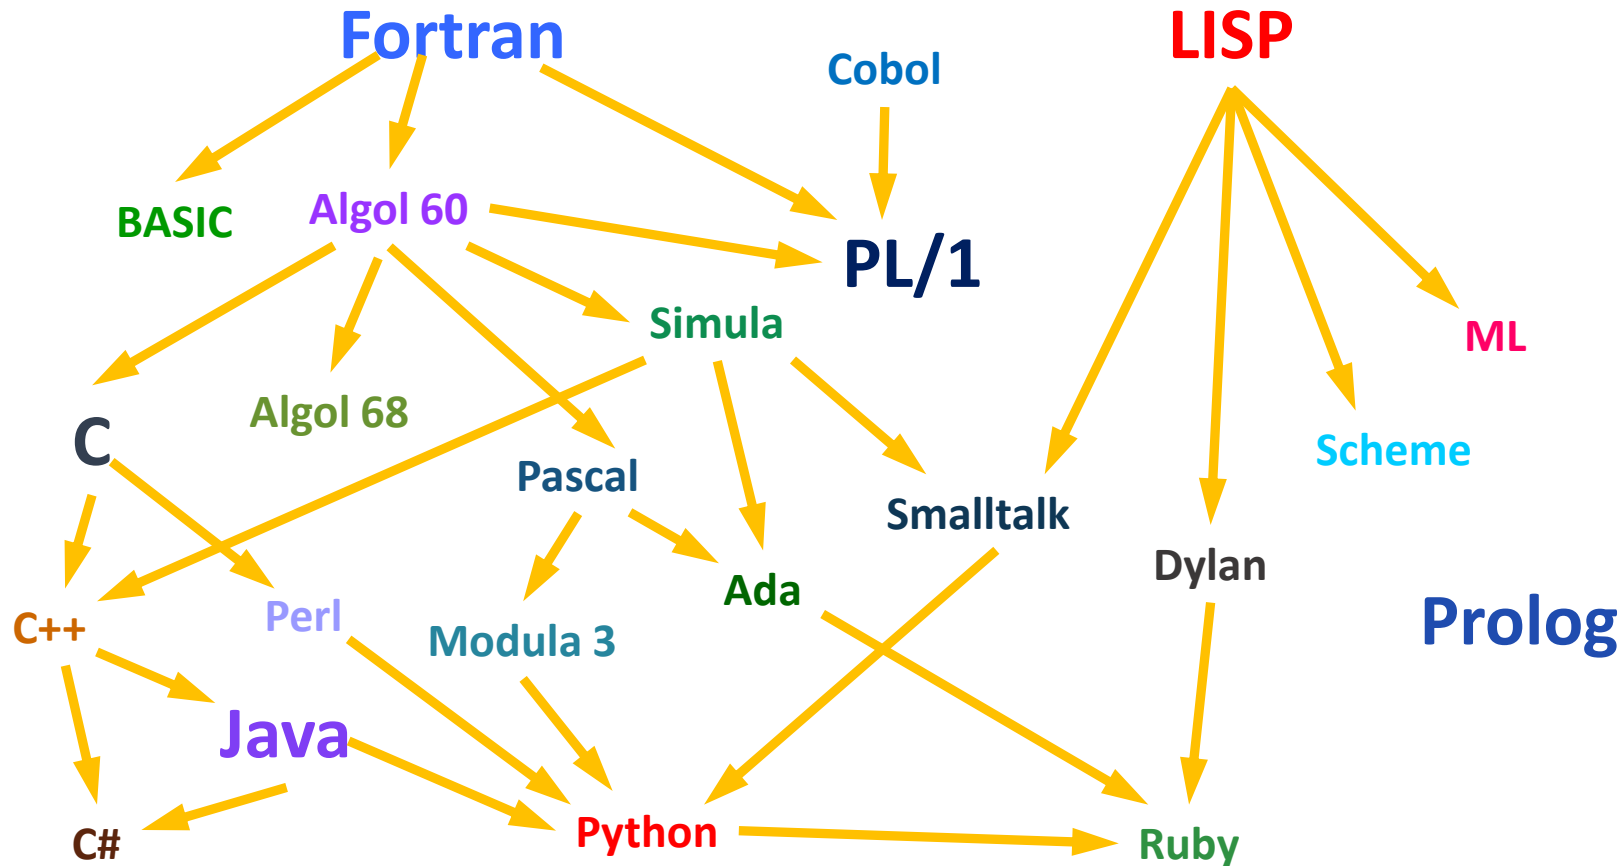 Fortran
LISP
Cobol
BASIC
Algol 60
PL/1
Simula
ML
Algol 68
C
Scheme
Pascal
Smalltalk
Dylan
Ada
Perl
C++
Modula 3
Prolog
Java
Python
C#
Ruby